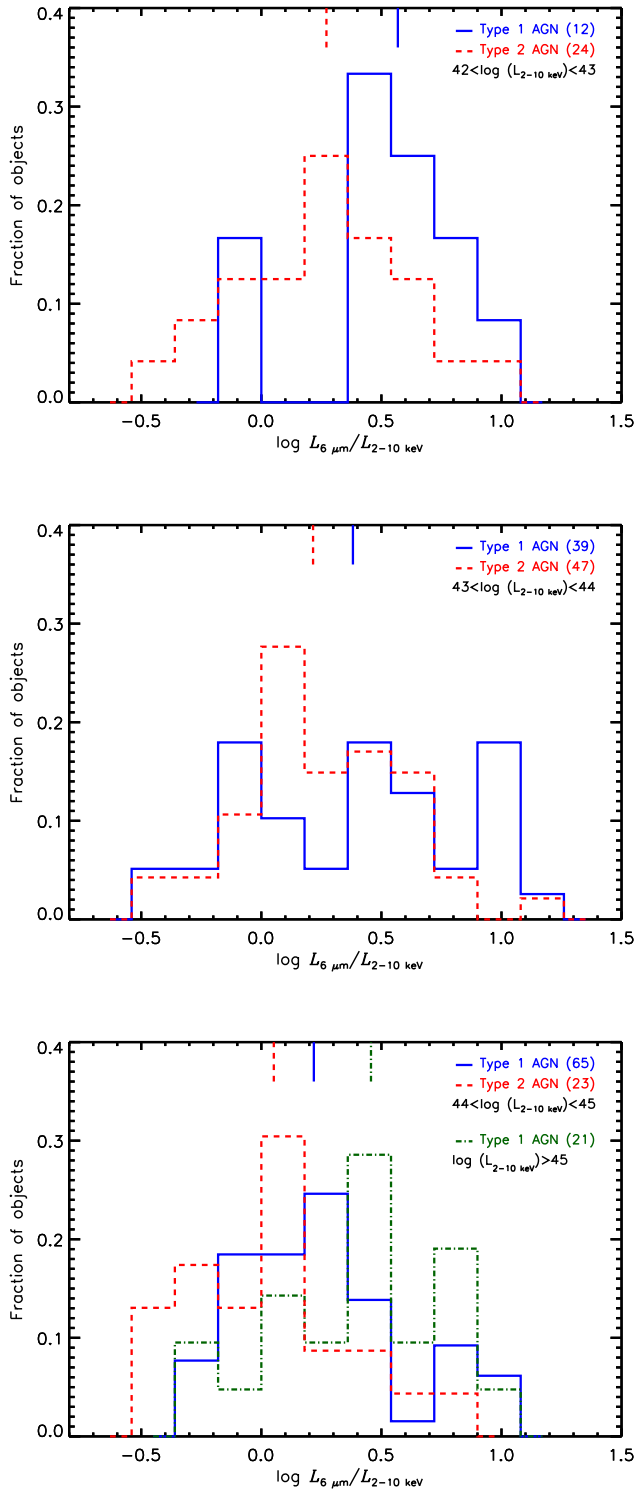 0.4
Type 1 AGN (12)
Type 2 AGN (24)
42<log (L2−10 keV)<43
0.3
0.2
0.1
0.0
Fraction of objects
−0.5 0.0 0.5 1.0 1.5
log L6 μm/L2−10 keV
0.4
Type 1 AGN (39)
Type 2 AGN (47)
43<log (L2−10 keV)<44
0.3
0.2
0.1
0.0
Fraction of objects
−0.5 0.0 0.5 1.0 1.5
log L6 μm/L2−10 keV
0.4
Type 1 AGN (65)
Type 2 AGN (23)
44<log (L2−10 keV)<45
Type 1 AGN (21)
log (L2−10 keV)>45
0.3
0.2
0.1
0.0
Fraction of objects
−0.5 0.0 0.5 1.0 1.5
log L6 μm/L2−10 keV